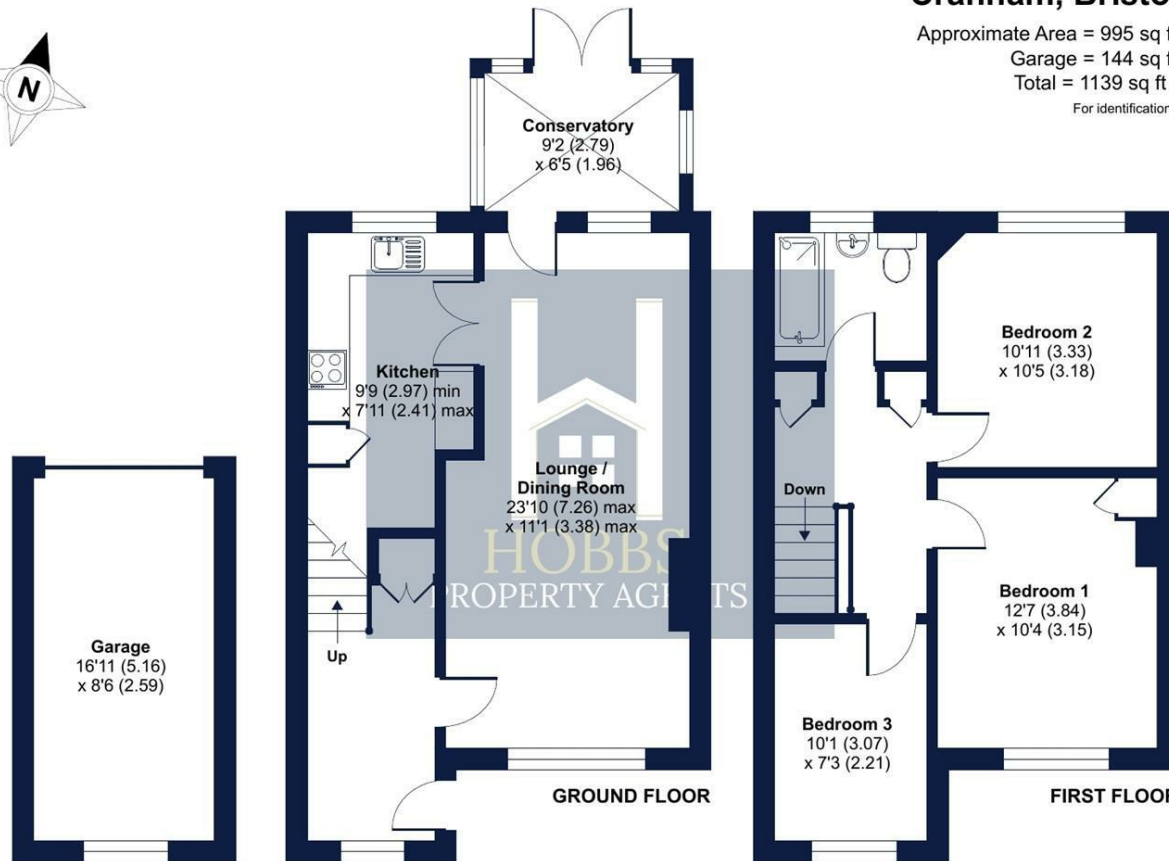 Approximate Area = 995 sq
Garage = 144 sq
Total = 1139 sq ft
For identification
N
Conservatory
9'2 (2.79)
x 6'5 (1.96)
Kitchen
9'9 (2.97) min
x 7'11 (2.41) max
Bedroom 2
10'11 (3.33)
x 10'5 (3.18)
Lounge /
Dining Room
23'10 (7.26) max
x 11'1 (3.38) max
Down
HOBBS
PROPERTY AGENTS
Bedroom 1
12'7 (3.84)
x 10'4 (3.15)
Garage
16'11 (5.16)
x 8'6 (2.59)
Up
Bedroom 3
10'1 (3.07)
x 7'3 (2.21)
GROUND FLOOR
FIRST FLOOR